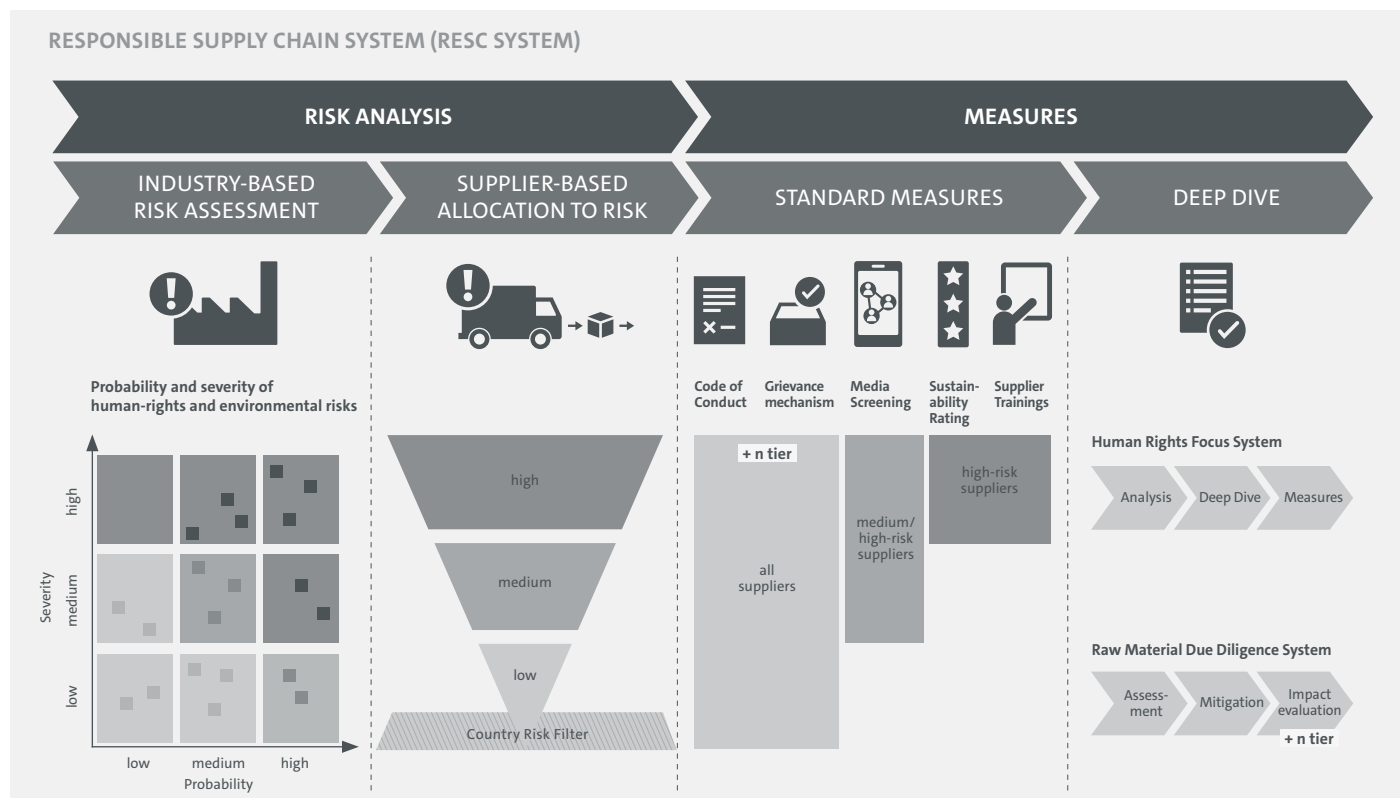 RESPONSIBLE SUPPLY CHAIN SYSTEM (RESC SYSTEM)
RISK ANALYSIS
MEASURES
INDUSTRY-BASED
RISK ASSESSMENT
SUPPLIER-BASED
ALLOCATION TO RISK
STANDARD MEASURES
DEEP DIVE
Probability and severity of
human-rights and environmental risks
high
medium
low
Severity
low
medium
high
Probability
high
medium
low
Country Risk Filter
Code of
Conduct
Grievance
mechanism
Media
Screening
Sustain-
ability
Rating
Supplier
Trainings
+ n tier
all
suppliers
medium/
high-risk
suppliers
high-risk
suppliers
Human Rights Focus System
Analysis
Deep Dive
Measures
Raw Material Due Diligence System
Assess-
ment
Mitigation
Impact
evaluation
+ n tier